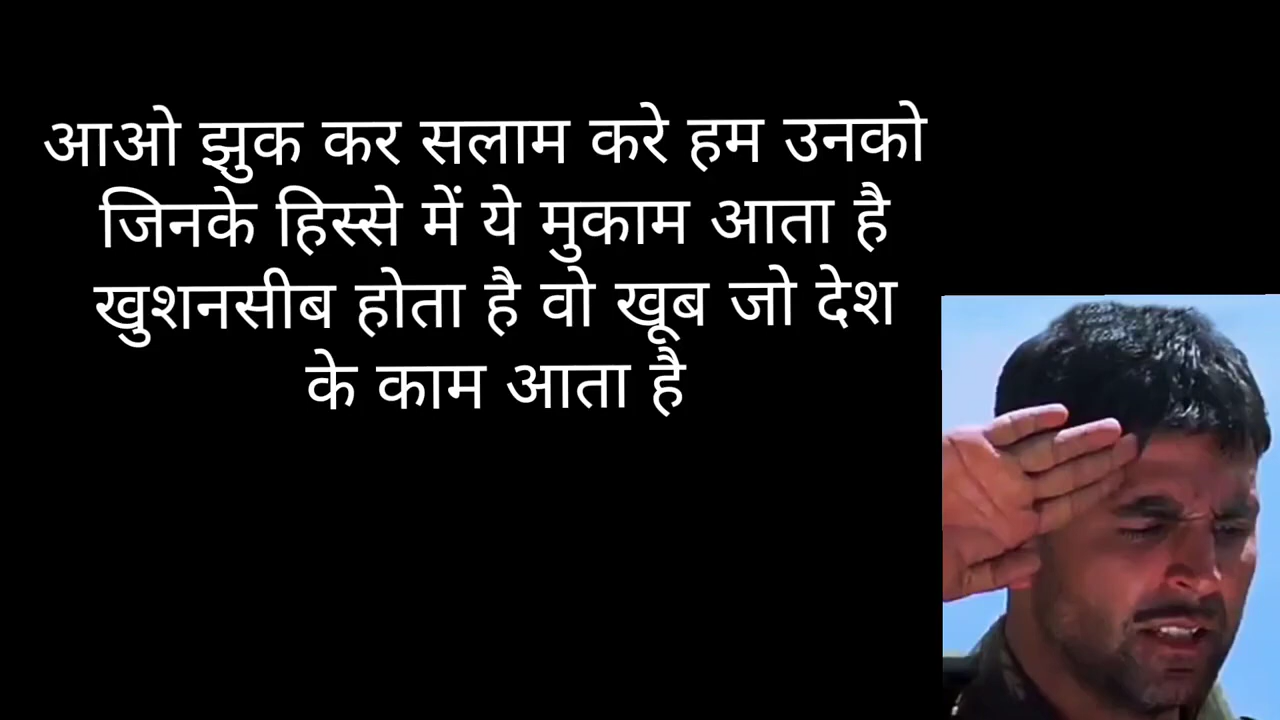 आओ झुक कर सलाम करे हम उनको
जिनके हिस्से में ये मुकाम आता है
खुशनसीब होता है वो खूब जो देश
के काम आता है